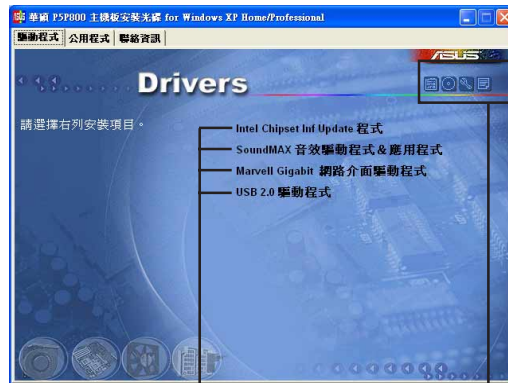 華碩 P5P800 主機板安裝光碟 for Windows XP Home/Professional
驅動程式 公用程式 聯絡資訊
ASUS
Drivers
請選擇右列安裝項目。
Intel Chipset Inf Update 程式
SoundMAX 音效驅動程式&應用程式
Marvell Gigabit 網路介面驅動程式
USB 2.0 驅動程式